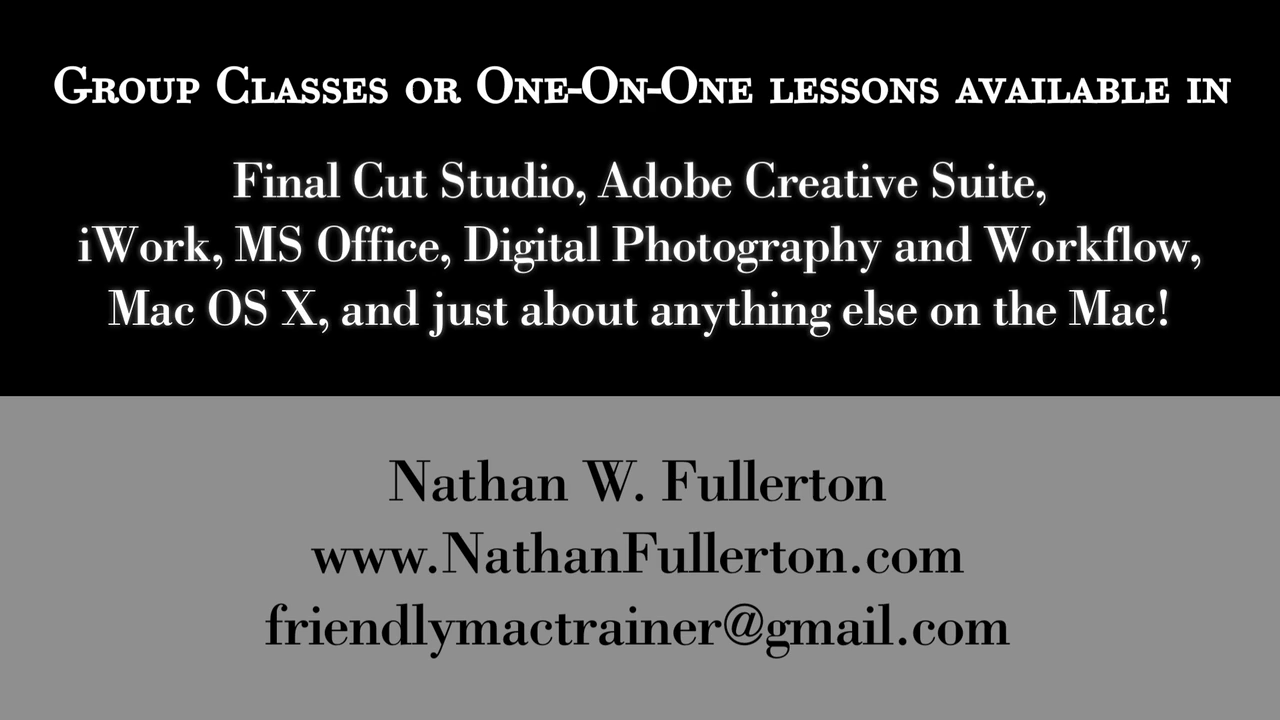 Group Classes or One-On-One lessons available in
Final Cut Studio, Adobe Creative Suite,
iWork, MS Office, Digital Photography and Workflow,
Mac OS X, and just about anything else on the Mac!
Nathan W. Fullerton
www.NathanFullerton.com
friendlymactrainer@gmail.com